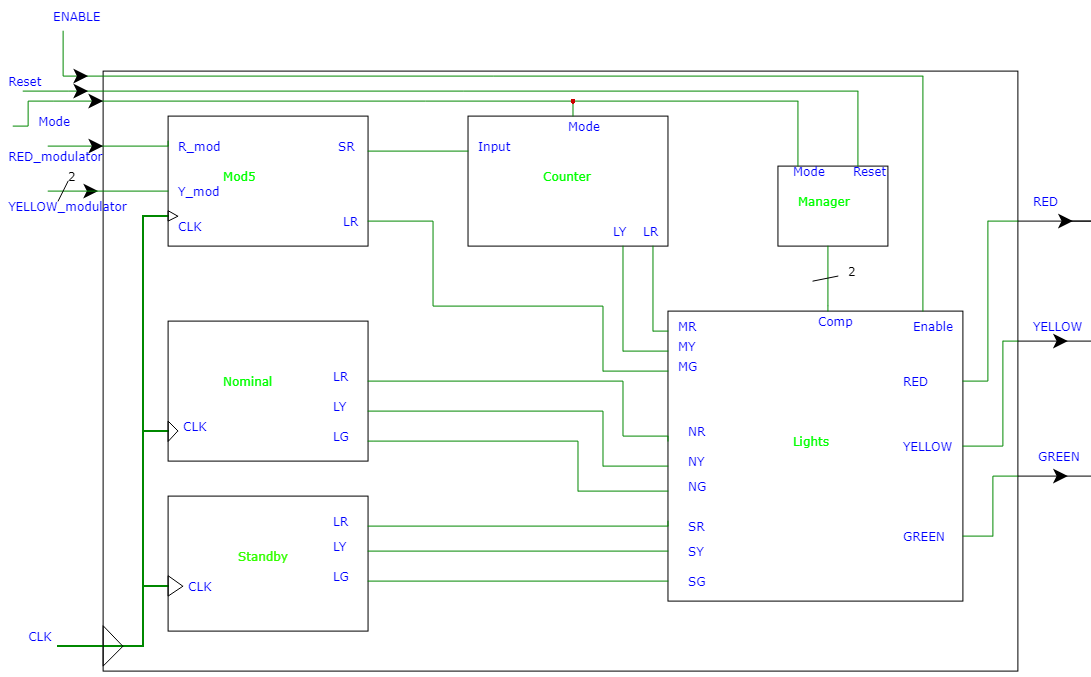 ENABLE
Reset
Mode
RED_modulator
2
YELLOW_modulator
R_mod
SR
Mod5
Y_mod
LR
CLK
Mode
Input
Counter
LY LR
Mode Reset
Manager
2
RED
YELLOW
GREEN
LR
Nominal
LY
CLK
LG
LR
LY
Standby
LG
CLK
Comp
Enable
MR
MY
MG
RED
NR
Lights
YELLOW
NY
NG
SR
GREEN
SY
SG
CLK